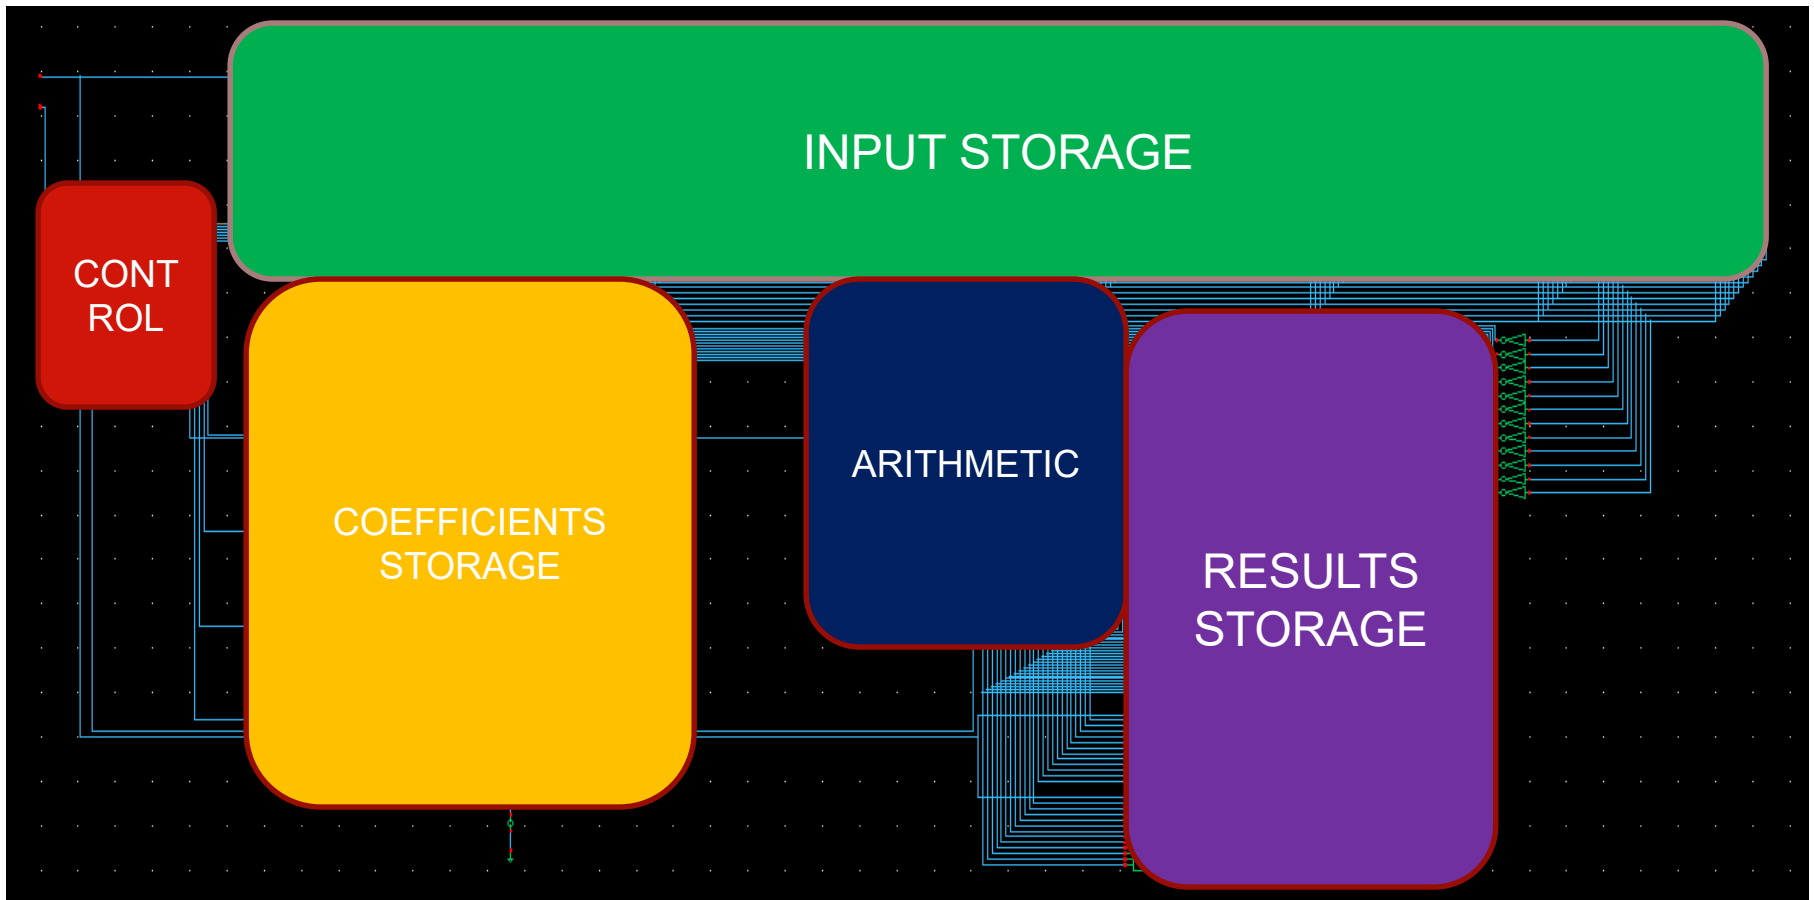 INPUT STORAGE
CONT
ROL
COEFFICIENTS
STORAGE
ARITHMETIC
RESULTS
STORAGE